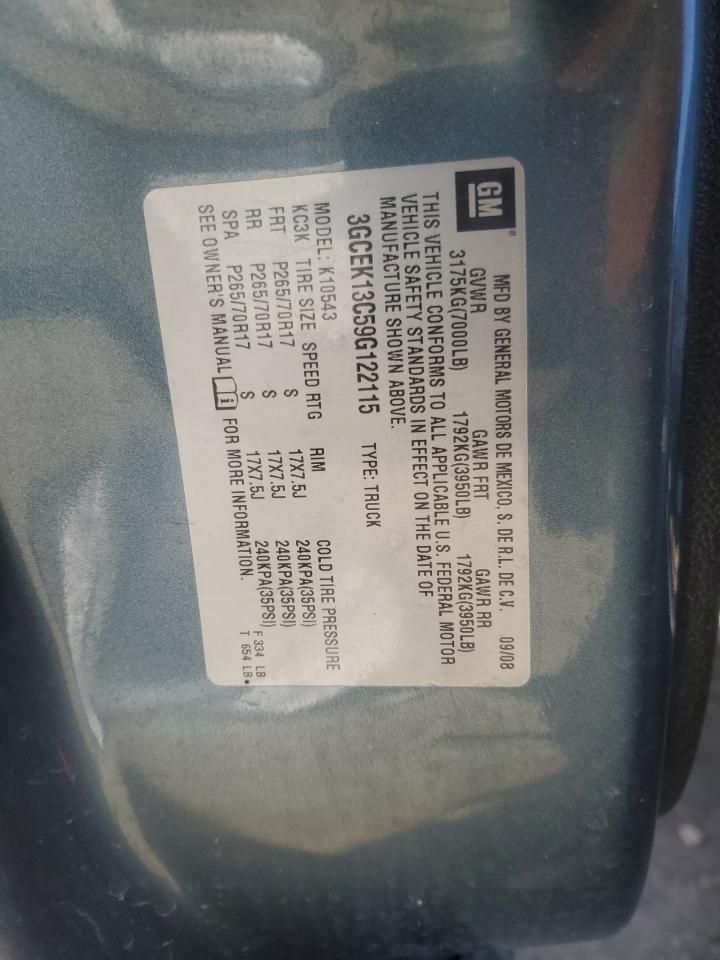 GM ®
MFD BY GENERAL MOTORS DE MEXICO, S. DE R.L. DE C.V. 09/08
GVWR GAWR FRT GAWR RR
3175KG(7000LB) 1792KG(3950LB) 1792KG(3950LB)
THIS VEHICLE CONFORMS TO ALL APPLICABLE U.S. FEDERAL MOTOR
VEHICLE SAFETY STANDARDS IN EFFECT ON THE DATE OF
MANUFACTURE SHOWN ABOVE.
3GCEK13C59G122115 TYPE: TRUCK
MODEL: K10543
KC3K TIRE SIZE SPEED RTG RIM COLD TIRE PRESSURE
FRT P265/70R17 S 17X7.5J 240KPA(35PSI)
RR P265/70R17 S 17X7.5J 240KPA(35PSI)
SPA P265/70R17 S 17X7.5J 240KPA(35PSI) F 334 LB
SEE OWNER'S MANUAL i FOR MORE INFORMATION. T 654 LB